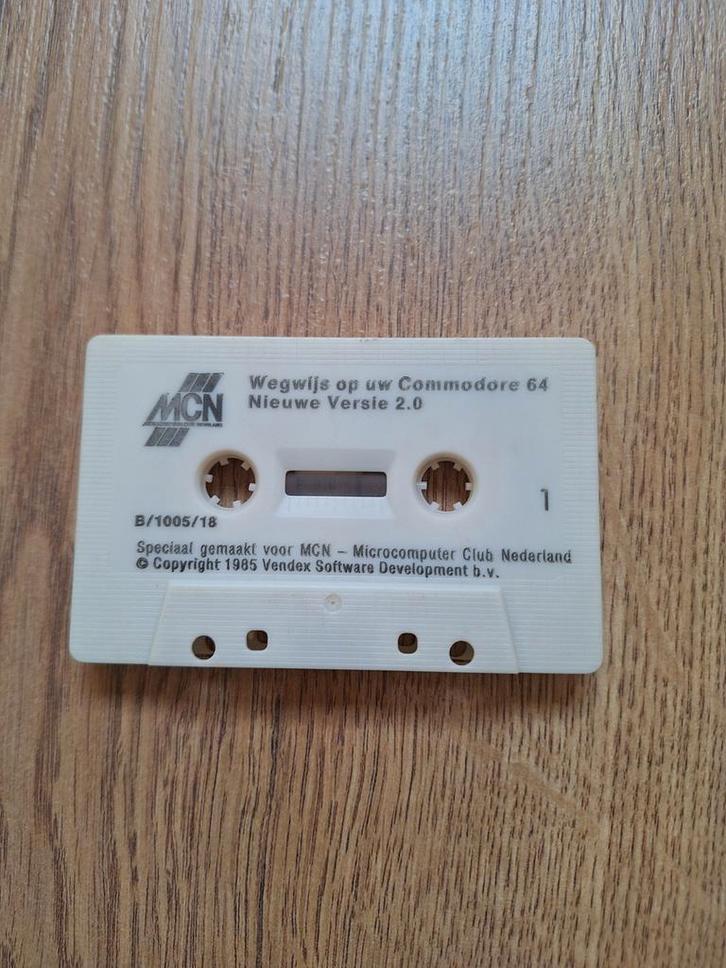 MCN
Wegwijs op uw Commodore 64
Nieuwe Versie 2.0
1
B/1005/18
Speciaal gemaakt voor MCN – Microcomputer Club Nederland
© Copyright 1985 Vendex Software Development b.v.